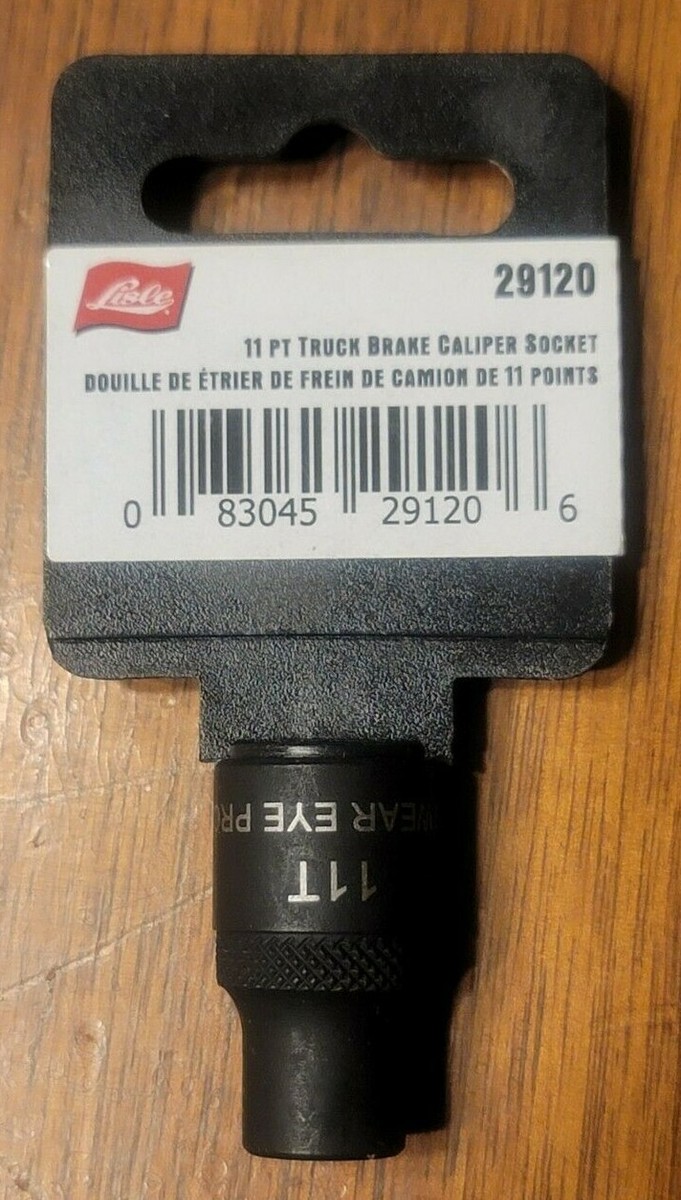 Lisle
29120
11 PT TRUCK BRAKE CALIPER SOCKET
DOUILLE DE ÉTRIER DE FREIN DE CAMION DE 11 POINTS
0 83045 29120 6
WEAR EYE PRO
11T